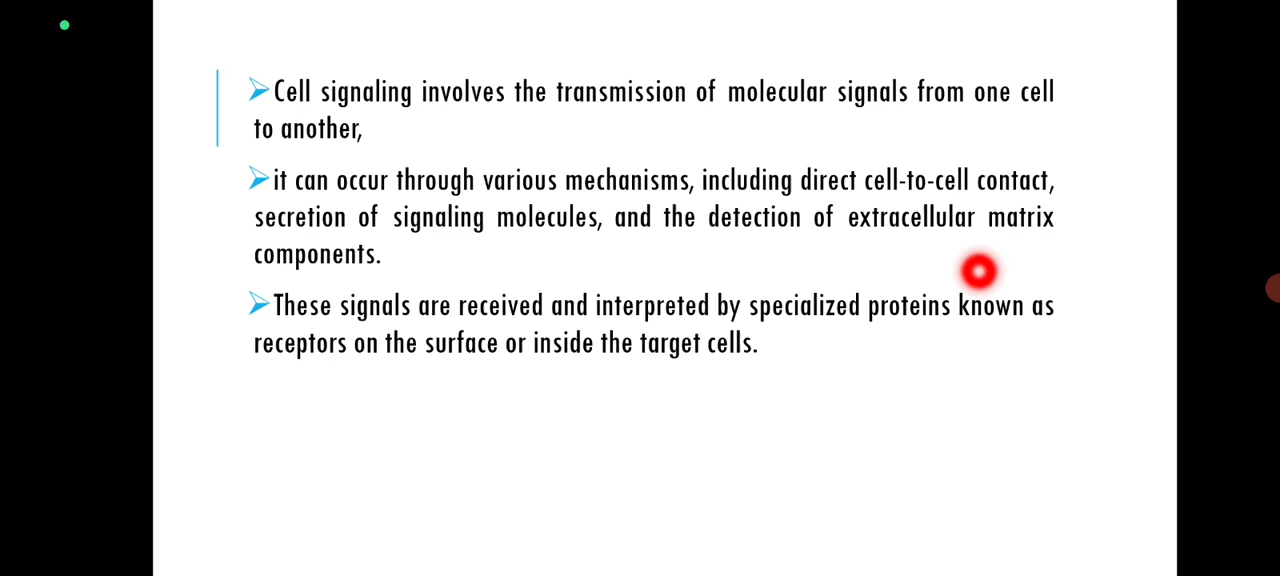 Cell signaling involves the transmission of molecular signals from one cell
to another,
it can occur through various mechanisms, including direct cell-to-cell contact,
secretion of signaling molecules, and the detection of extracellular matrix
components.
These signals are received and interpreted by specialized proteins known as
receptors on the surface or inside the target cells.